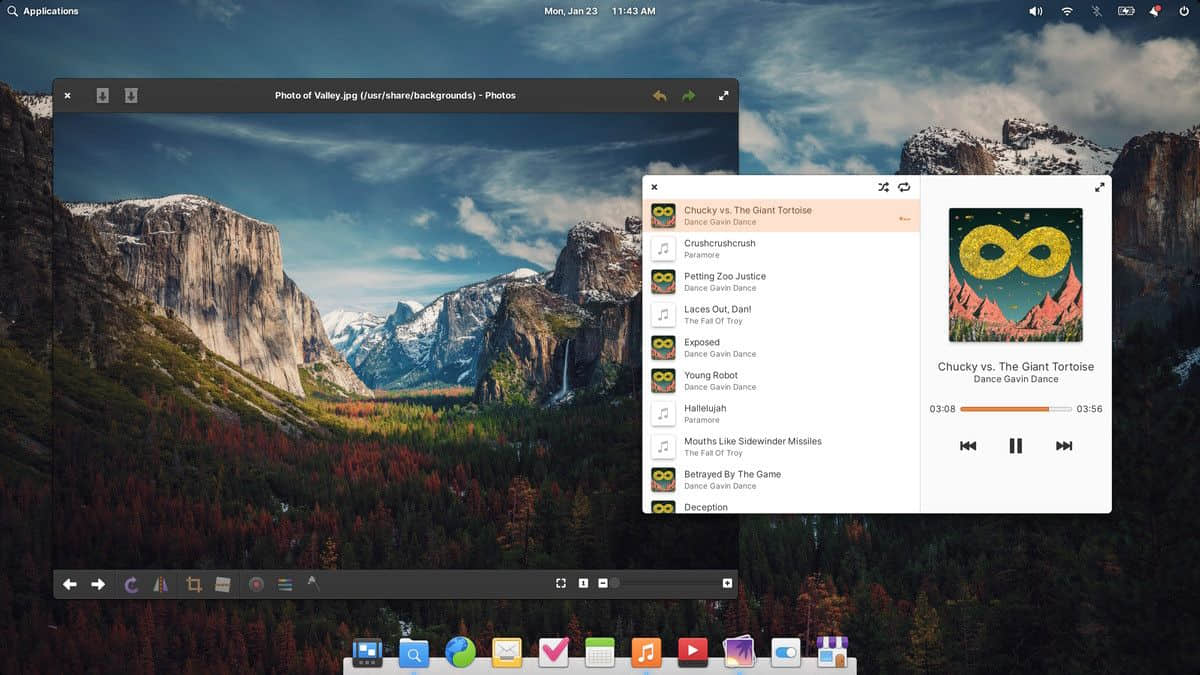 Applications
Mon, Jan 23 11:43 AM
Photo of Valley.jpg (/usr/share/backgrounds) - Photos
Chucky vs. The Giant Tortoise
Dance Gavin Dance
Crushcrushcrush
Paramore
Petting Zoo Justice
Dance Gavin Dance
Laces Out, Dan!
The Fall Of Troy
Exposed
Dance Gavin Dance
Young Robot
Dance Gavin Dance
Hallelujah
Paramore
Mouths Like Sidewinder Missiles
The Fall Of Troy
Betrayed By The Game
Dance Gavin Dance
Deception
Chucky vs. The Giant Tortoise
Dance Gavin Dance
03:08 03:56
1